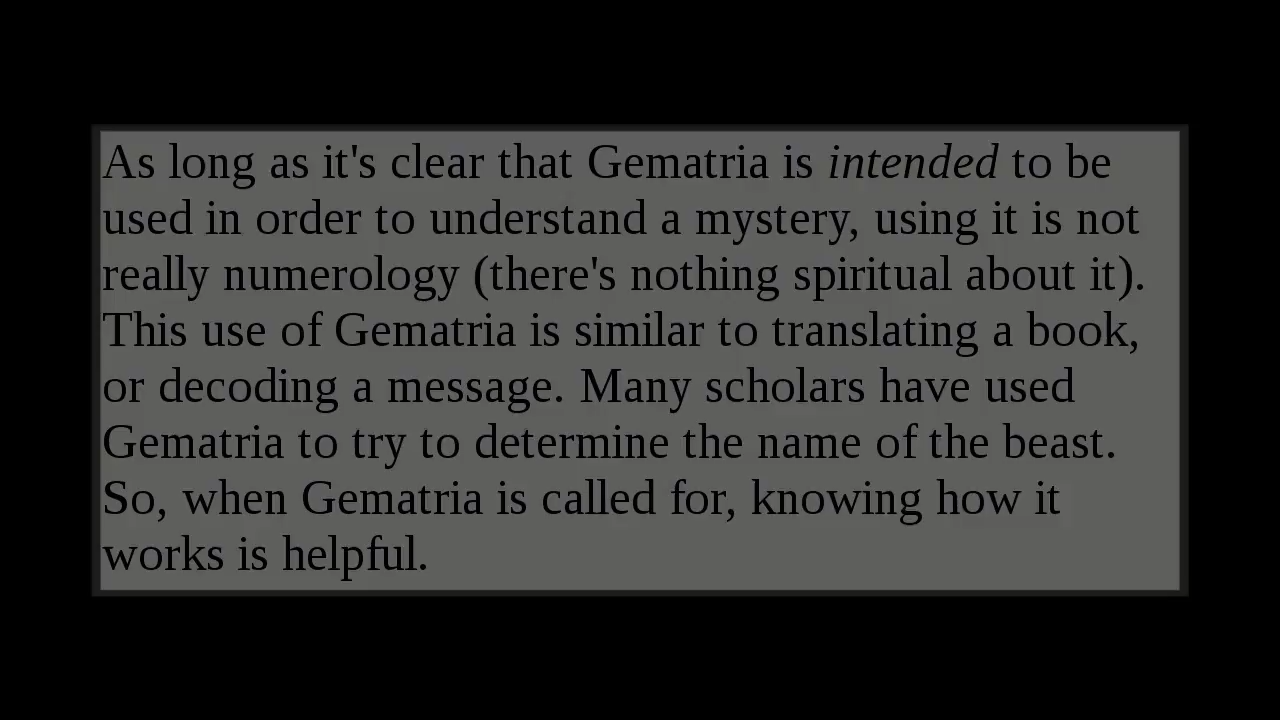 As long as it's clear that Gematria is intended to be
used in order to understand a mystery, using it is not
really numerology (there's nothing spiritual about it).
This use of Gematria is similar to translating a book,
or decoding a message. Many scholars have used
Gematria to try to determine the name of the beast.
So, when Gematria is called for, knowing how it
works is helpful.